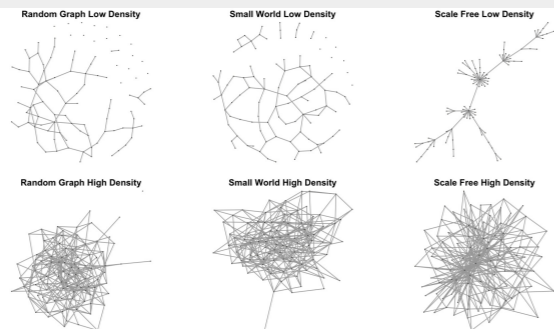 Random Graph Low Density
Small World Low Density
Scale Free Low Density
Random Graph High Density
Small World High Density
Scale Free High Density